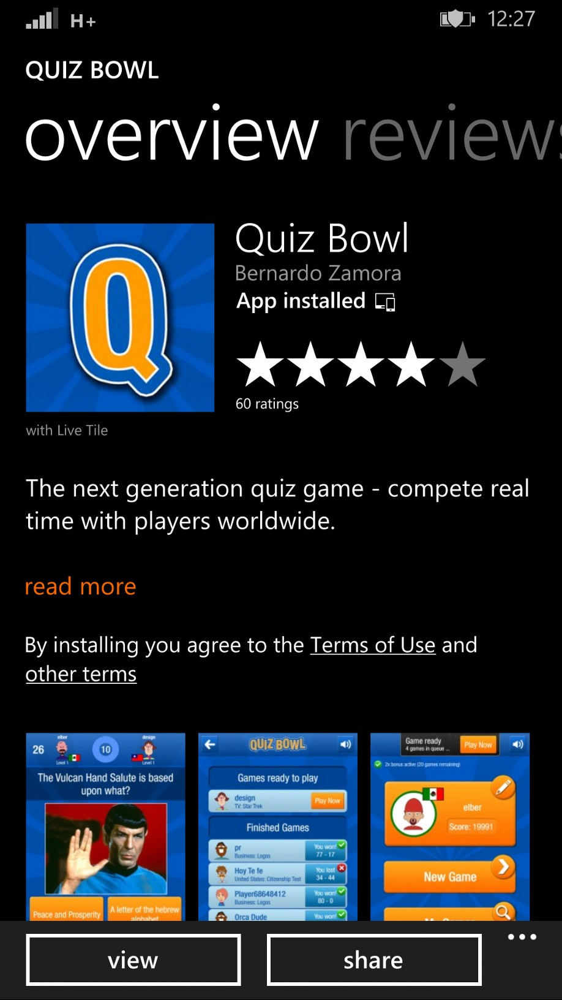 H+ 12:27
QUIZ BOWL
overview reviews
Q
Quiz Bowl
Bernardo Zamora
App installed
60 ratings
with Live Tile
The next generation quiz game - compete real
time with players worldwide.
read more
By installing you agree to the Terms of Use and
other terms
elber design
26 10
Level 1 Level 1
The Vulcan Hand Salute is based
upon what?
Peace and Prosperity
A letter of the hebrew
alphabet
QUIZ BOWL
Games ready to play
design
TV: Star Trek
Play Now
Finished Games
pr
Business: Logos
You won!
77 - 17
Hoy Te fe
United States: Citizenship Test
You lost
34 - 44
Player68648412
Business: Logos
You won!
80 - 0
Orca Dude
You won!
Game ready
4 games in queue ...
Play Now
2x bonus active (20 games remaining)
elber
Score: 19991
New Game
view
share